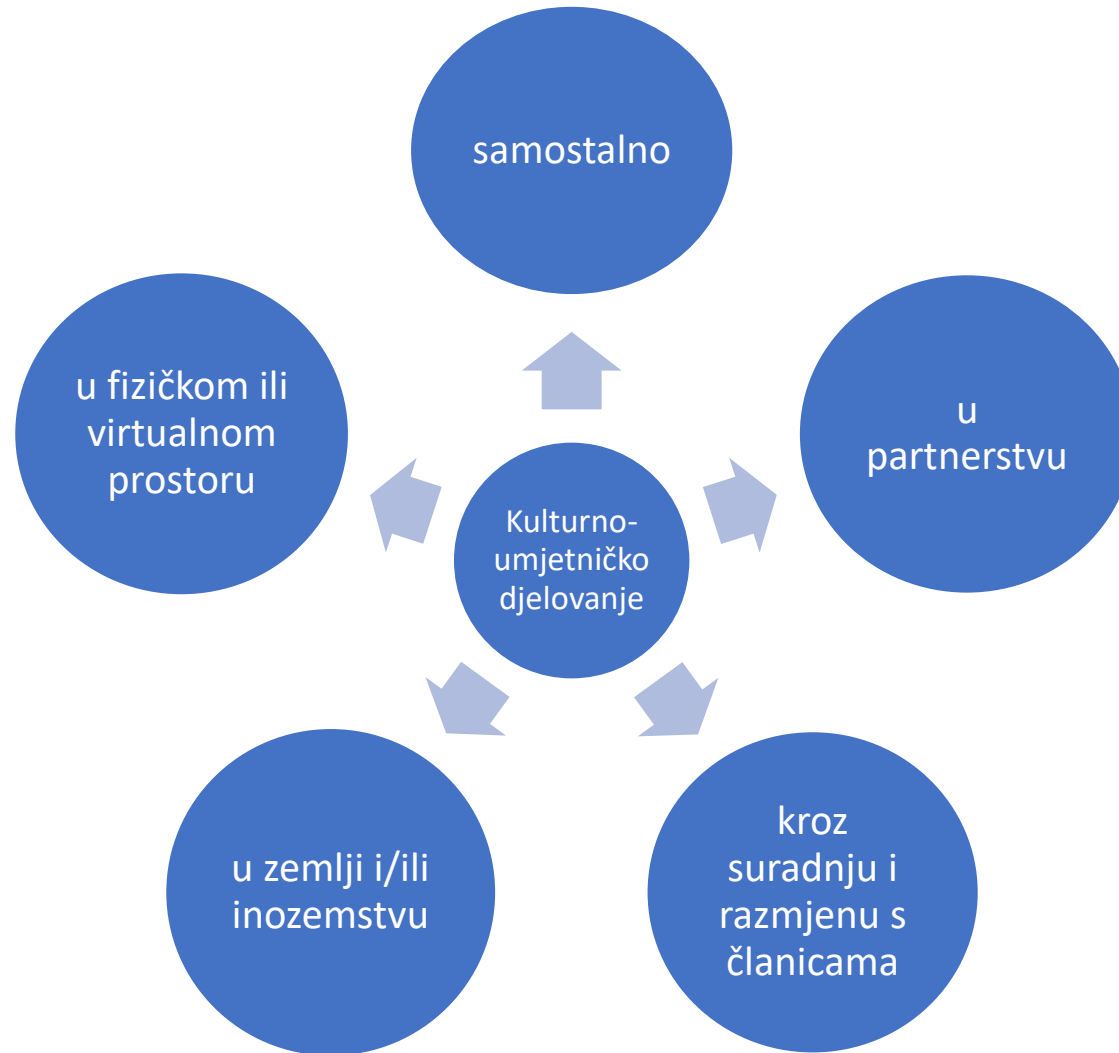 samostalno
u
partnerstvu
kroz
suradnju i
razmjenu s
članicama
u zemlji i/ili
inozemstvu
u fizičkom ili
virtualnom
prostoru
Kulturno-
umjetničko
djelovanje